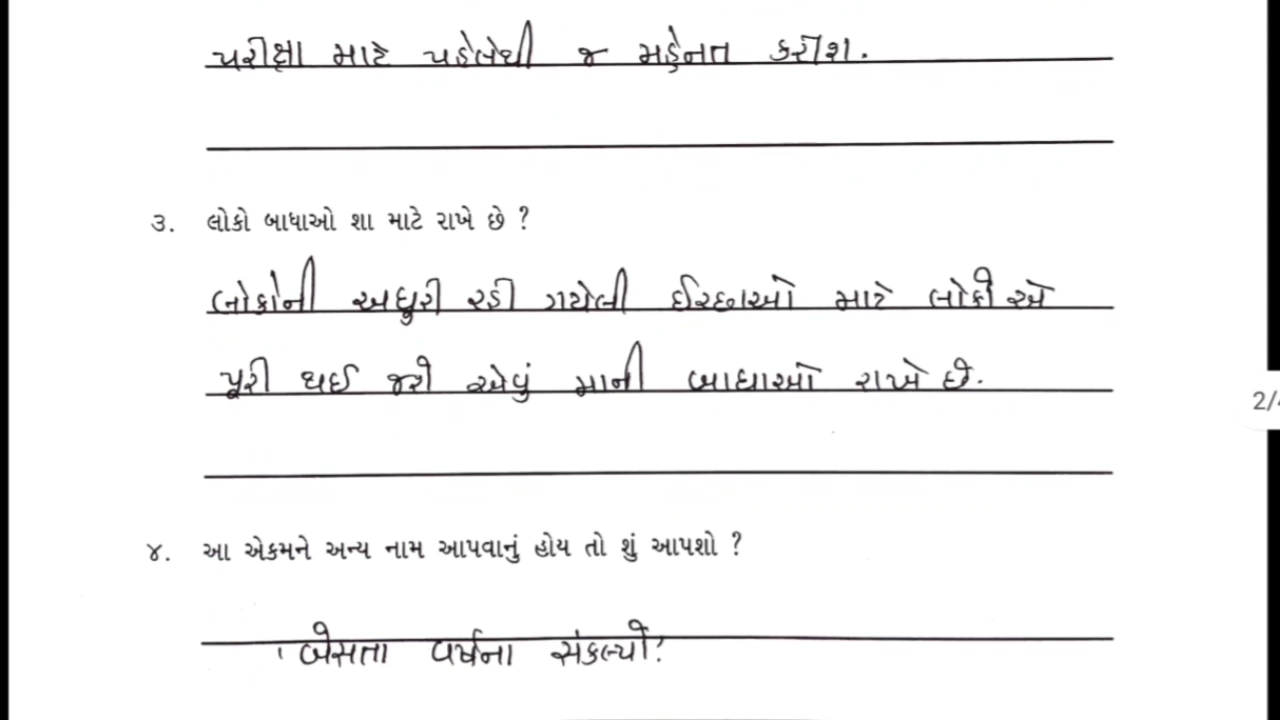 પરીક્ષા માટે પહેલેથી જ મહેનત કરીશ.
૩. લોકો બાધાઓ શા માટે રાખે છે ?
લોકોની અધુરી રહી ગયેલી ઈચ્છાઓ માટે લોકો એ
પૂરી થઈ જશે એવું માની બાધાઓ રાખે છે.
2/4
૪. આ એકમને અન્ય નામ આપવાનું હોય તો શું આપશો ?
'બેસતા વર્ષના સંકલ્પો'